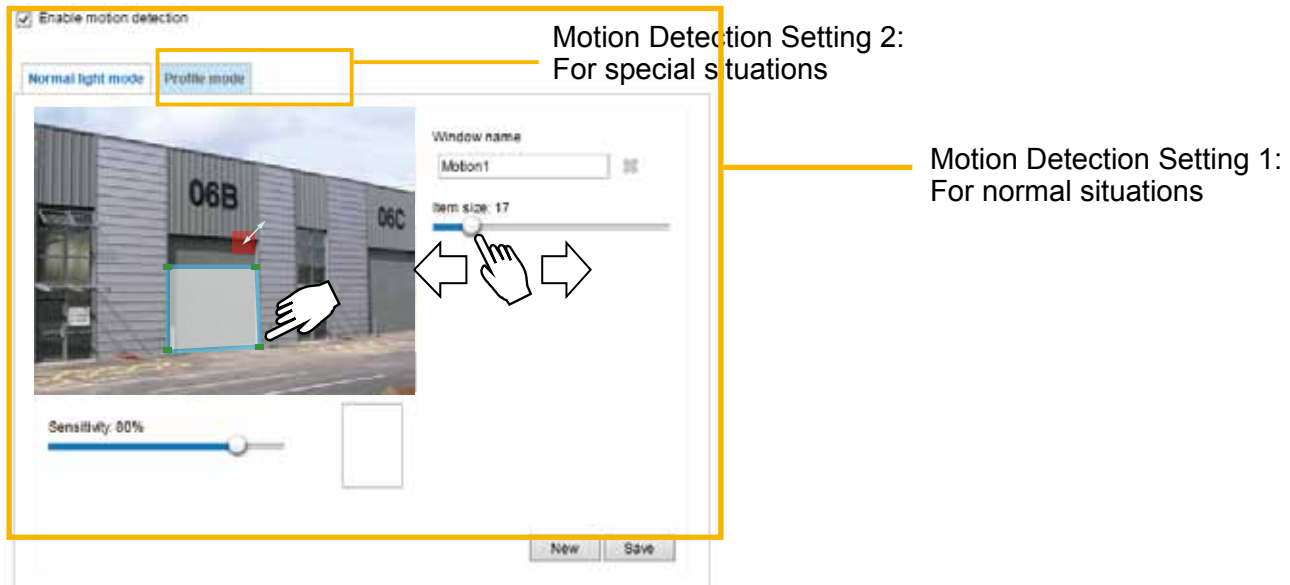 Enable motion detection
Motion Detection Setting 2:
For special situations
Normal light mode
Profile mode
Window name
Motion1
Item size: 17
Motion Detection Setting 1:
For normal situations
06B
06C
Sensitivity: 80%
New
Save